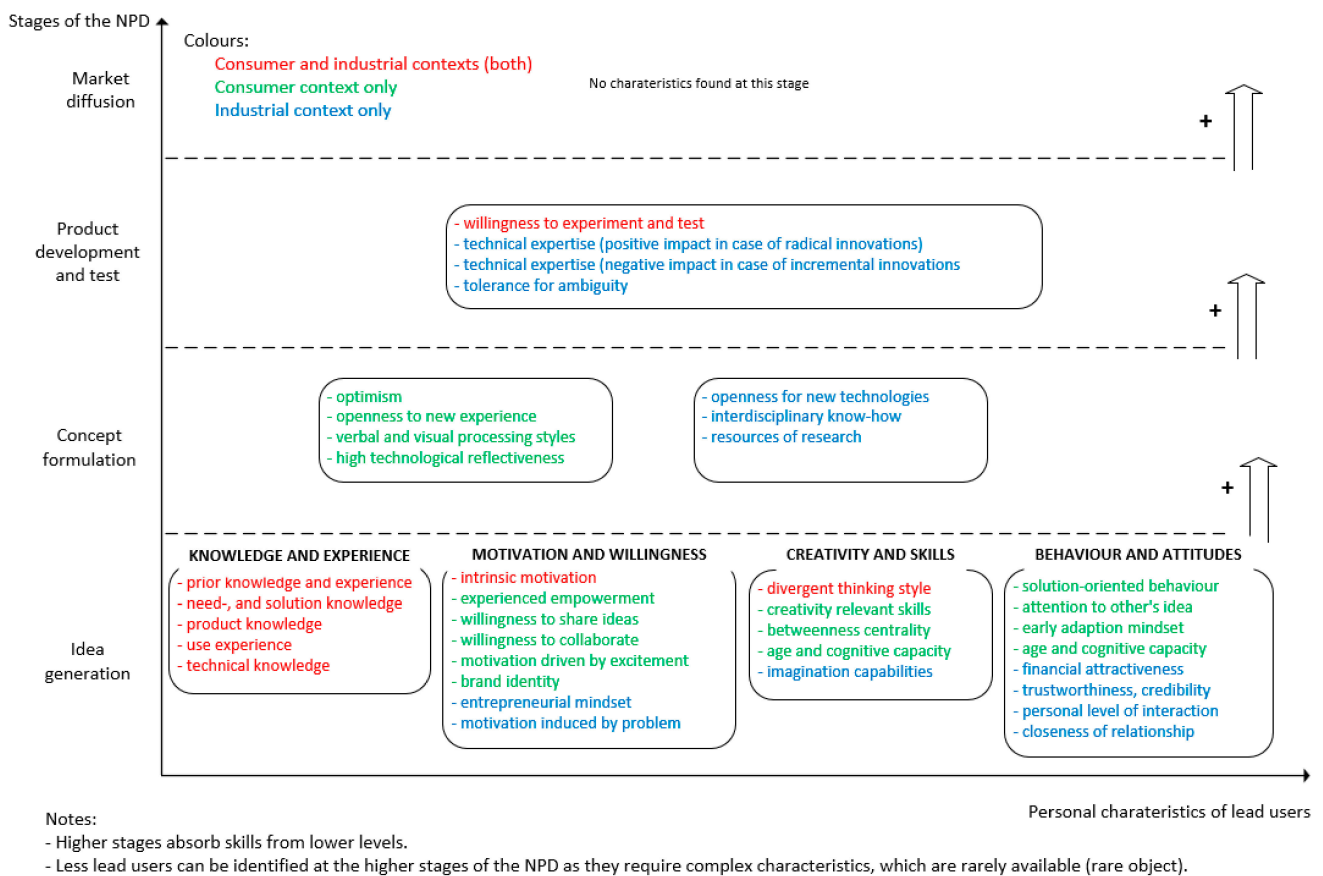 Stages of the NPD
Colours:
Consumer and industrial contexts (both)
Consumer context only
Industrial context only
No charateristics found at this stage
Market
diffusion
+
Product
development
and test
- willingness to experiment and test
- technical expertise (positive impact in case of radical innovations)
- technical expertise (negative impact in case of incremental innovations
- tolerance for ambiguity
+
Concept
formulation
- optimism
- openness to new experience
- verbal and visual processing styles
- high technological reflectiveness
- openness for new technologies
- interdisciplinary know-how
- resources of research
+
Idea
generation
KNOWLEDGE AND EXPERIENCE
- prior knowledge and experience
- need-, and solution knowledge
- product knowledge
- use experience
- technical knowledge
MOTIVATION AND WILLINGNESS
- intrinsic motivation
- experienced empowerment
- willingness to share ideas
- willingness to collaborate
- motivation driven by excitement
- brand identity
- entrepreneurial mindset
- motivation induced by problem
CREATIVITY AND SKILLS
- divergent thinking style
- creativity relevant skills
- betweenness centrality
- age and cognitive capacity
- imagination capabilities
BEHAVIOUR AND ATTITUDES
- solution-oriented behaviour
- attention to other's idea
- early adaption mindset
- age and cognitive capacity
- financial attractiveness
- trustworthiness, credibility
- personal level of interaction
- closeness of relationship
Personal charateristics of lead users
Notes:
- Higher stages absorb skills from lower levels.
- Less lead users can be identified at the higher stages of the NPD as they require complex characteristics, which are rarely available (rare object).